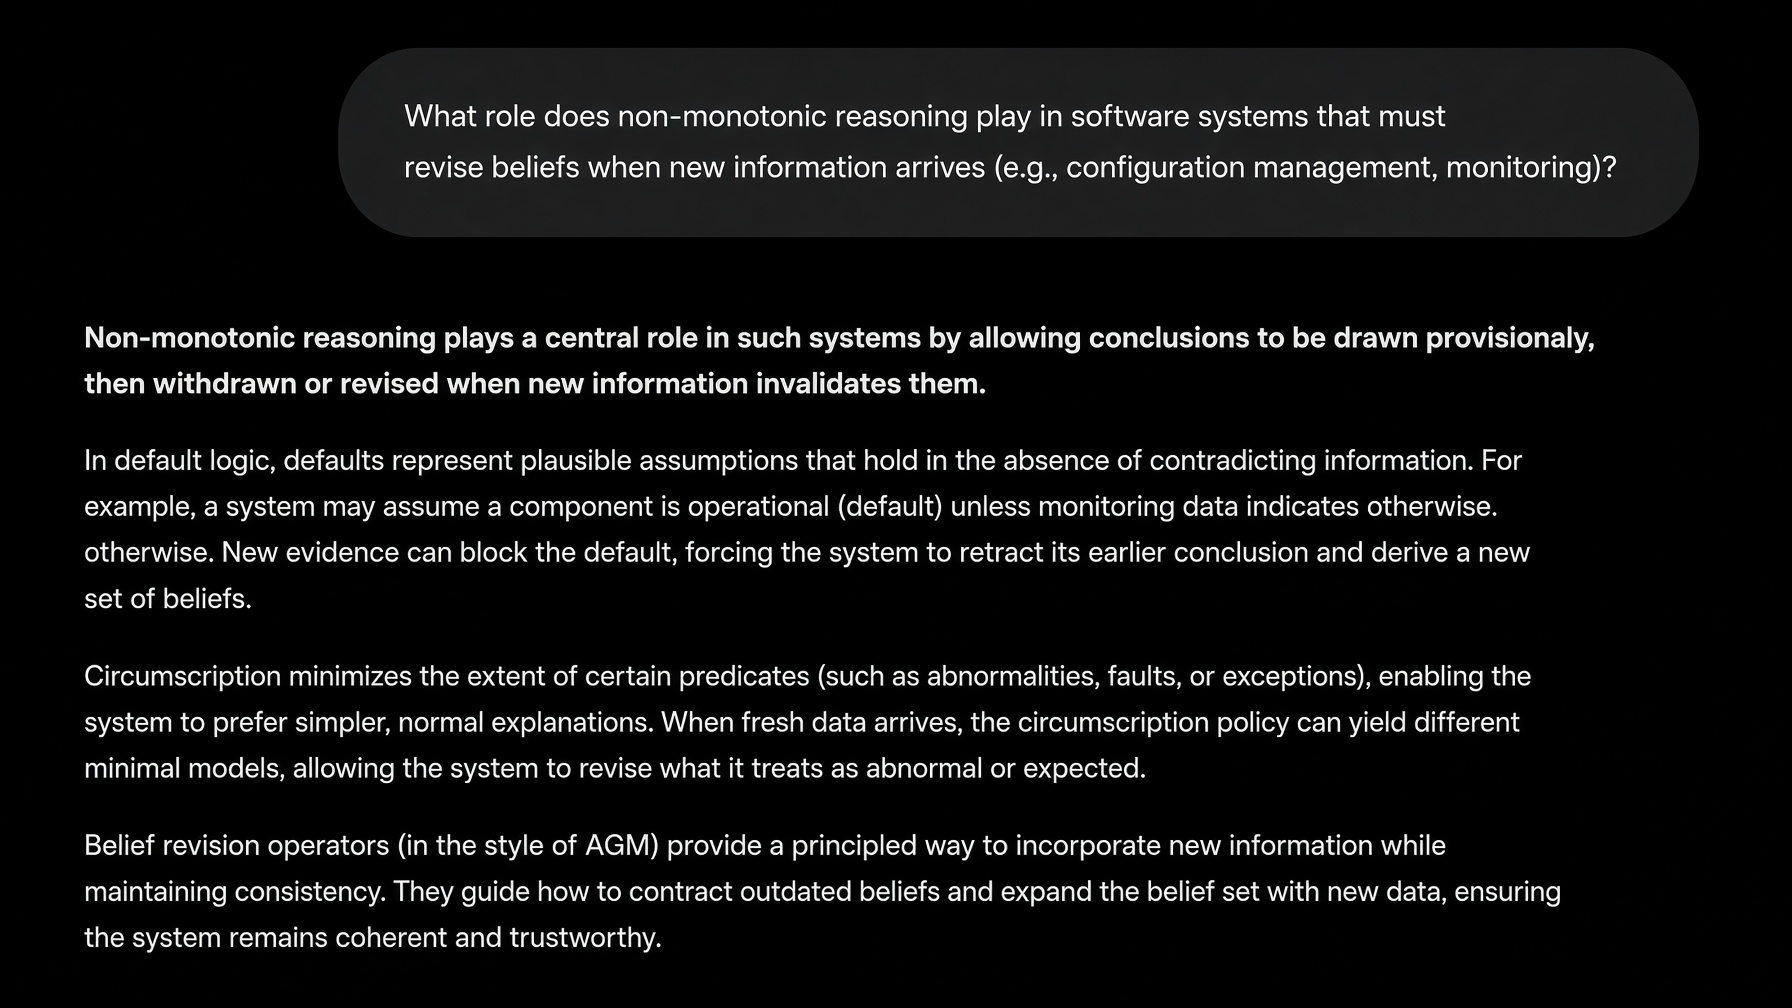 What role does non-monotonic reasoning play in software systems that must
revise beliefs when new information arrives (e.g., configuration management, monitoring)?
Non-monotonic reasoning plays a central role in such systems by allowing conclusions to be drawn provisionaly,
then withdrawn or revised when new information invalidates them.
In default logic, defaults represent plausible assumptions that hold in the absence of contradicting information. For
example, a system may assume a component is operational (default) unless monitoring data indicates otherwise.
otherwise. New evidence can block the default, forcing the system to retract its earlier conclusion and derive a new
set of beliefs.
Circumscription minimizes the extent of certain predicates (such as abnormalities, faults, or exceptions), enabling the
system to prefer simpler, normal explanations. When fresh data arrives, the circumscription policy can yield different
minimal models, allowing the system to revise what it treats as abnormal or expected.
Belief revision operators (in the style of AGM) provide a principled way to incorporate new information while
maintaining consistency. They guide how to contract outdated beliefs and expand the belief set with new data, ensuring
the system remains coherent and trustworthy.